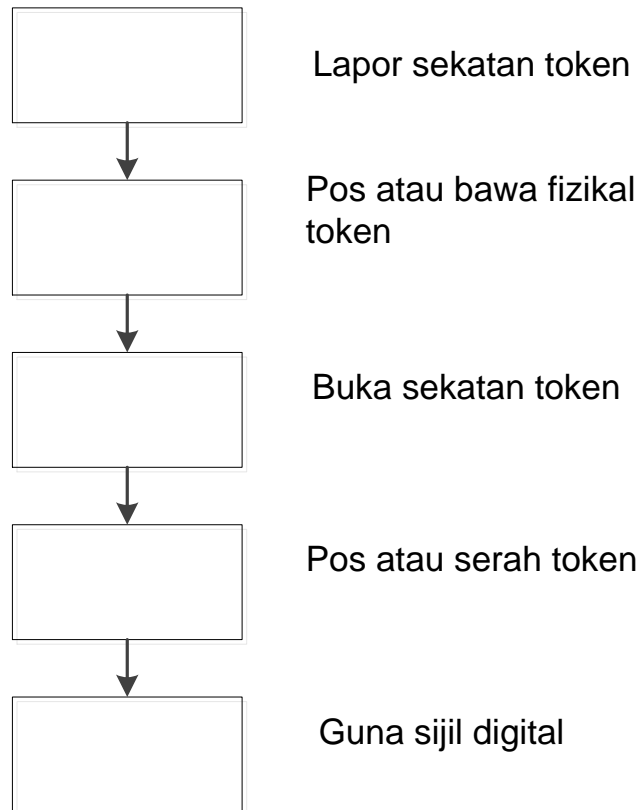 Lapor sekatan token
Pos atau bawa fizikal
token
Buka sekatan token
Pos atau serah token
Guna sijil digital